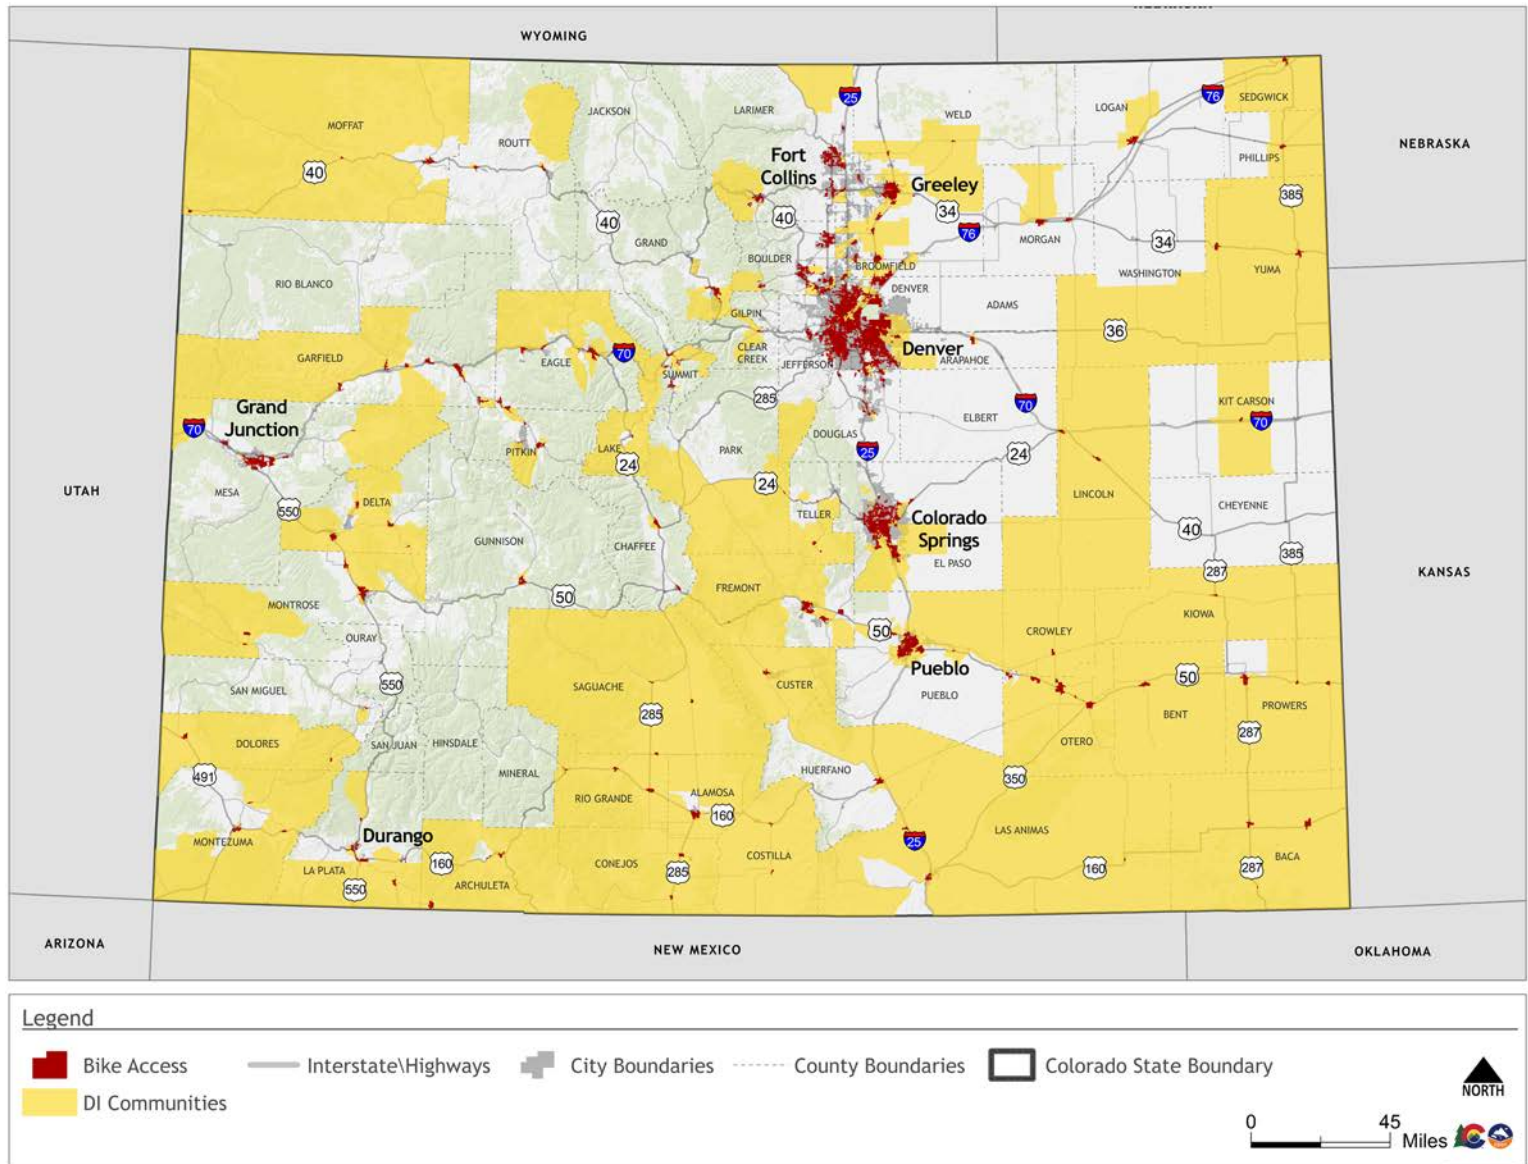 WYOMING
25
76
SEDGWICK
JACKSON
LARIMER
LOGAN
WELD
MOFFAT
ROUTT
NEBRASKA
PHILLIPS
Fort
Collins
40
Greeley
385
34
40
40
76
MORGAN
34
GRAND
BOULDER
BROOMFIELD
WASHINGTON
YUMA
RIO BLANCO
DENVER
ADAMS
GILPIN
36
GARFIELD
EAGLE
70
CLEAR
CREEK
Denver
JEFFERSON
ARAPAHOE
SUMMIT
285
70
KIT CARSON
70
Grand
Junction
70
ELBERT
DOUGLAS
25
24
PITKIN
LAKE
24
PARK
UTAH
MESA
24
LINCOLN
DELTA
550
TELLER
Colorado
Springs
CHEYENNE
40
GUNNISON
CHAFFEE
EL PASO
385
287
KANSAS
FREMONT
50
MONTROSE
KIOWA
OURAY
50
CROWLEY
Pueblo
550
SAN MIGUEL
SAGUACHE
CUSTER
PUEBLO
50
285
BENT
PROWERS
DOLORES
SAN JUAN
HINSDALE
OTERO
287
491
MINERAL
HUERFANO
350
RIO GRANDE
ALAMOSA
160
Durango
25
LAS ANIMAS
MONTEZUMA
160
CONEJOS
COSTILLA
160
287
BACA
LA PLATA
550
ARCHULETA
285
ARIZONA
NEW MEXICO
OKLAHOMA
Legend
Bike Access
Interstate\Highways
City Boundaries
County Boundaries
Colorado State Boundary
DI Communities
NORTH
0
45
Miles